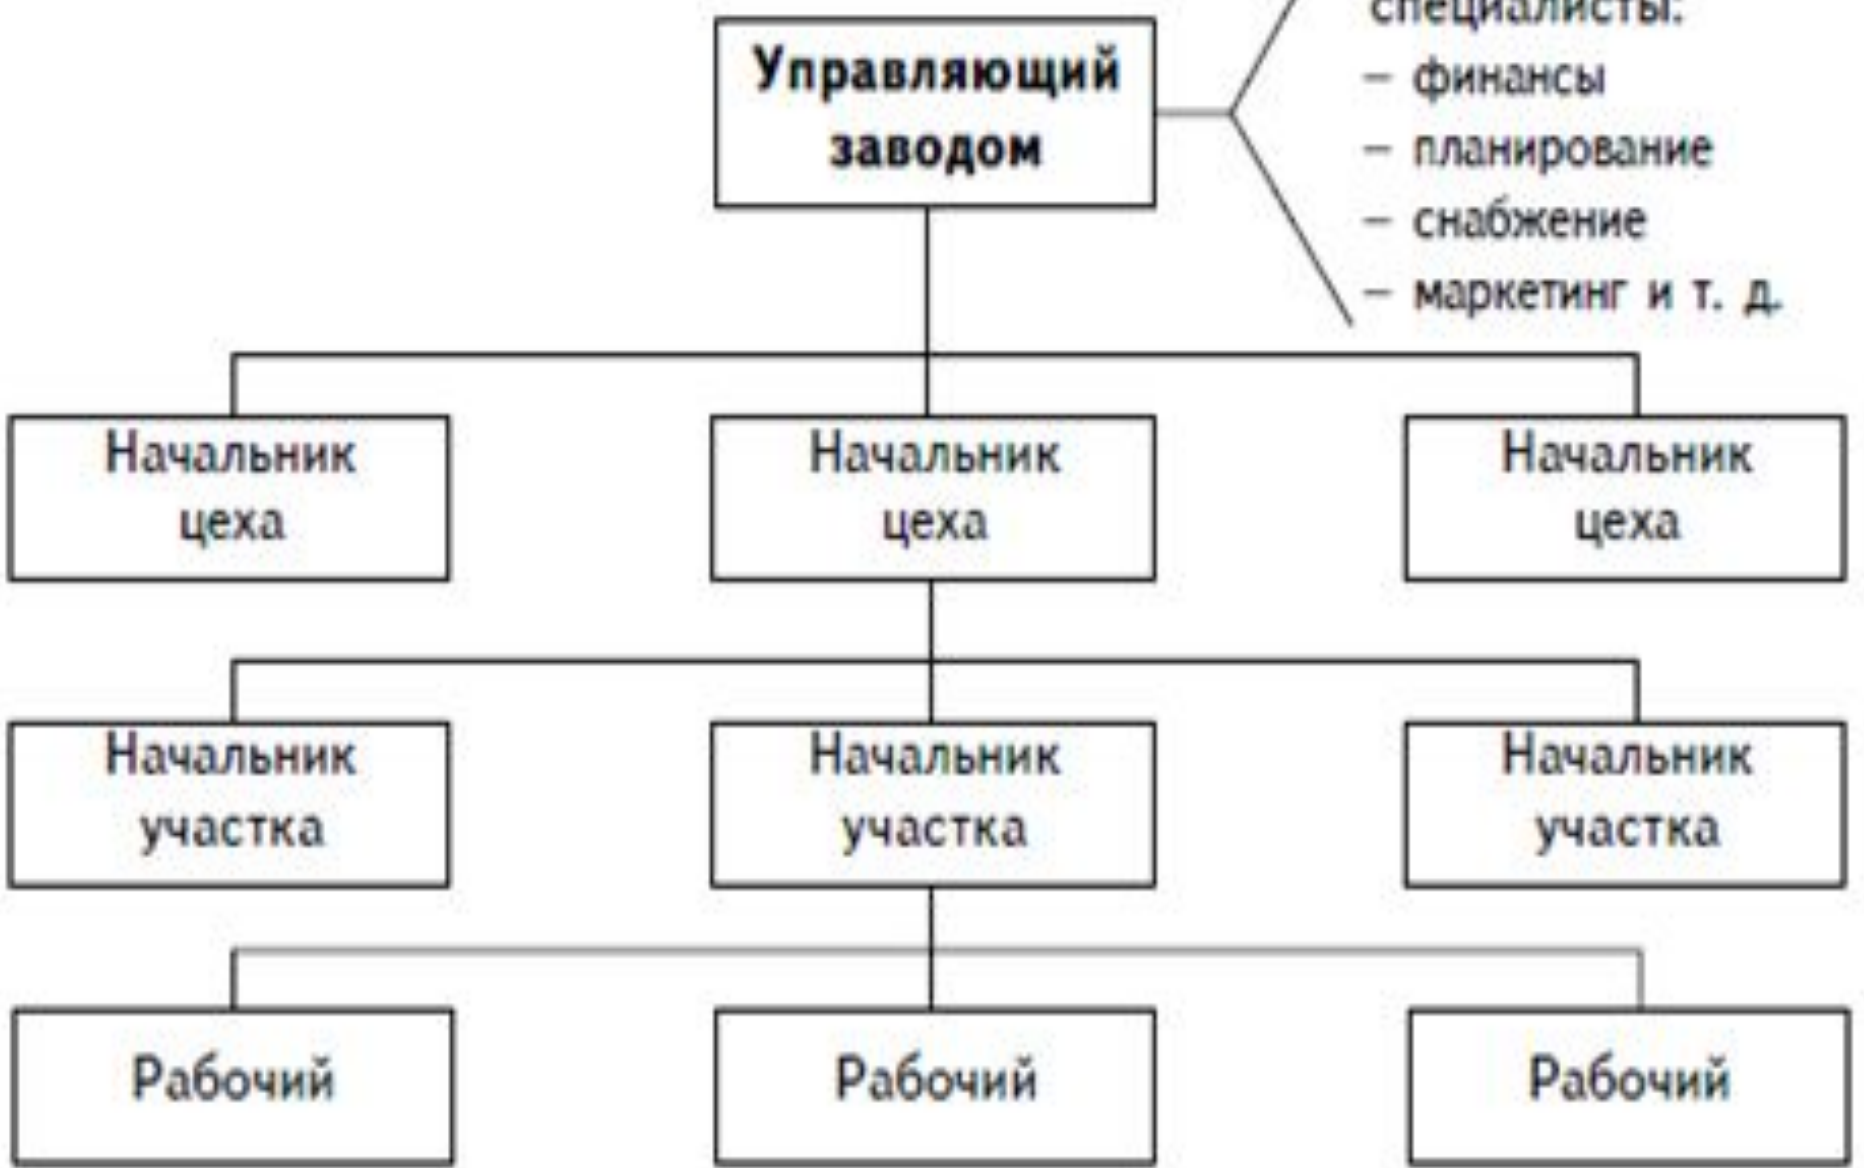 специалисты:
Управляющий
заводом
– финансы
– планирование
– снабжение
– маркетинг и т. д.
Начальник
цеха
Начальник
цеха
Начальник
цеха
Начальник
участка
Начальник
участка
Начальник
участка
Рабочий
Рабочий
Рабочий